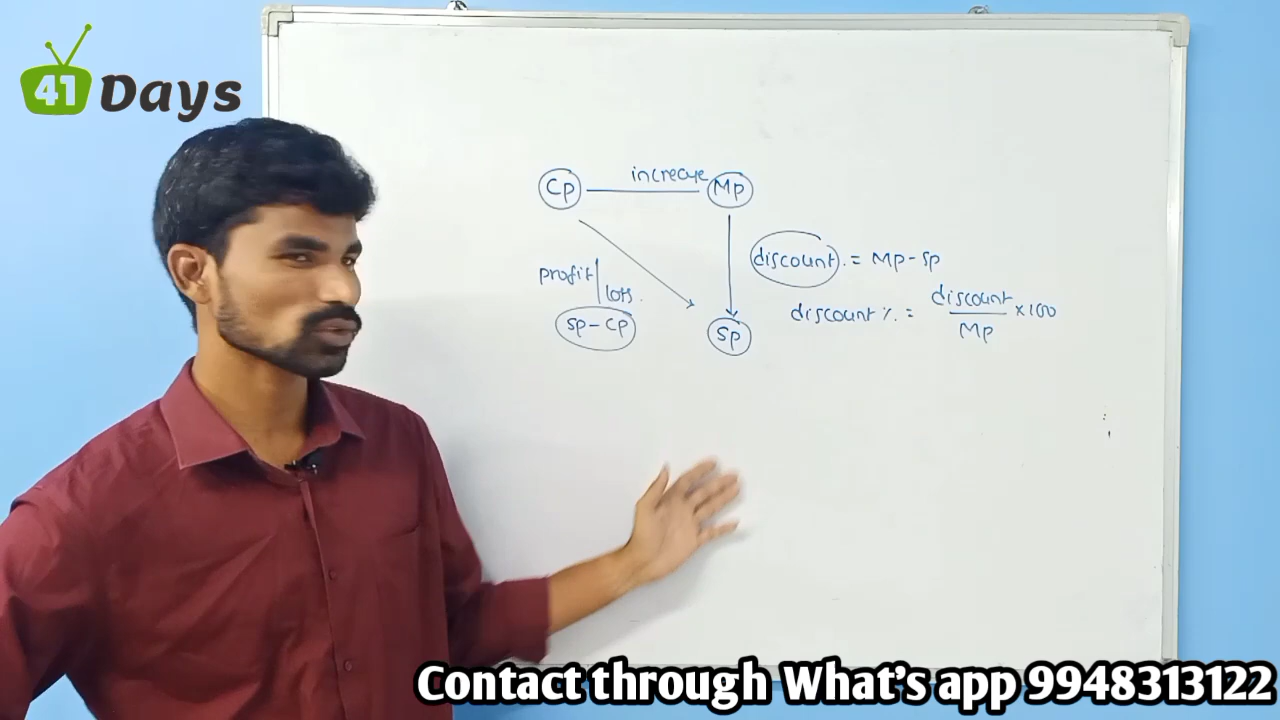 41 Days
Cp increase Mp
discount. = Mp - Sp
profit/loss.
discount %. = discount/Mp × 100
Sp - Cp
Sp
Contact through What's app 9948313122